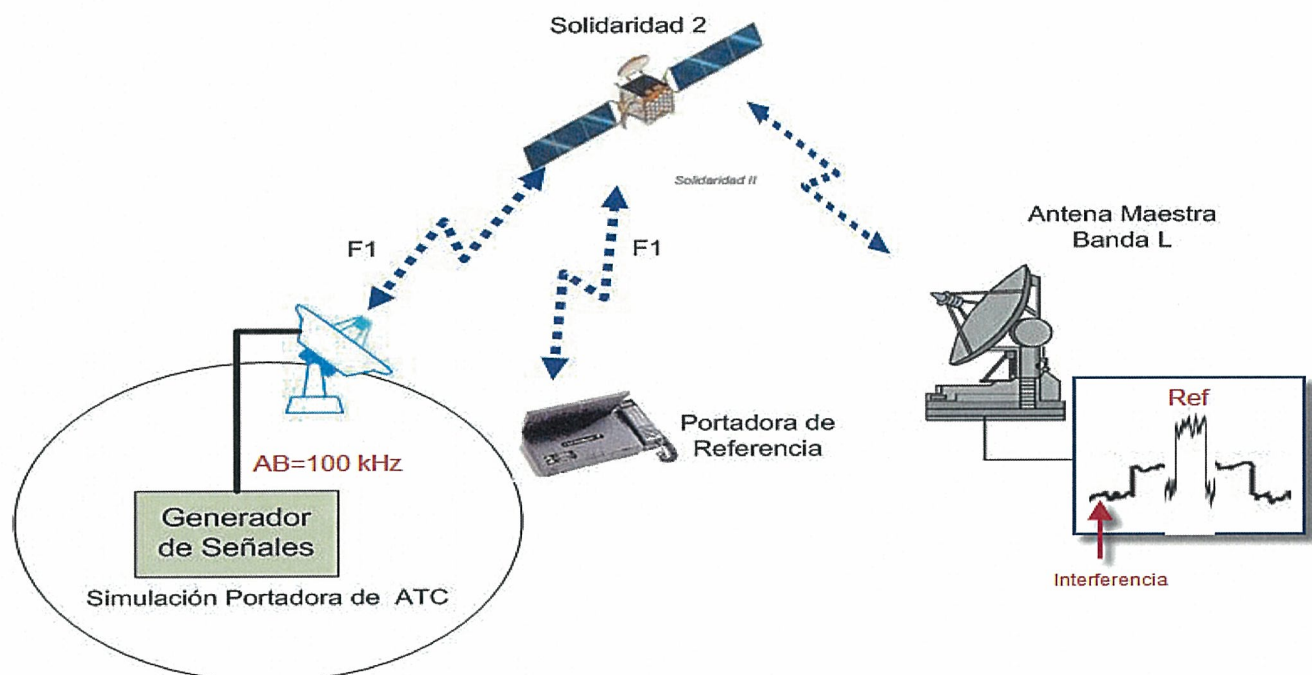 Solidaridad 2
Solidaridad II
F1
F1
Antena Maestra
Banda L
Ref
Portadora de
Referencia
AB=100 kHz
Generador
de Señales
Simulación Portadora de ATC
Interferencia